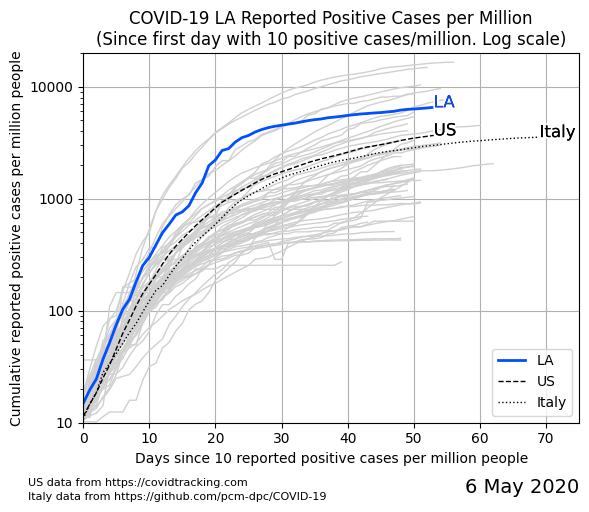 COVID-19 LA Reported Positive Cases per Million
(Since first day with 10 positive cases/million. Log scale)
Cumulative reported positive cases per million people
10000
1000
100
10
LA
US
Italy
LA
US
Italy
0 10 20 30 40 50 60 70
Days since 10 reported positive cases per million people
US data from https://covidtracking.com
Italy data from https://github.com/pcm-dpc/COVID-19
6 May 2020